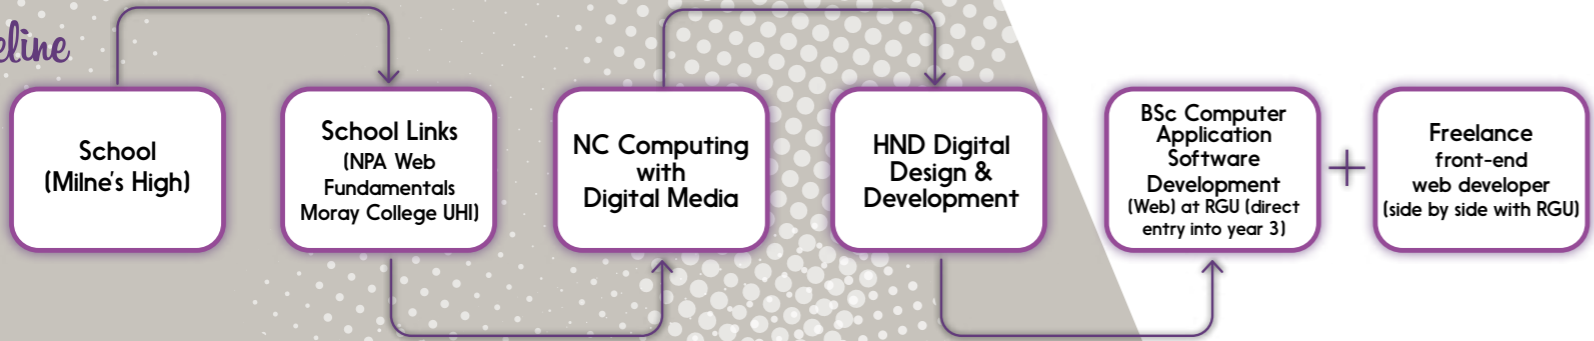 School
(Milne's High)
School Links
(NPA Web
Fundamentals
Moray College UHI)
NC Computing
with
Digital Media
HND Digital
Design &
Development
BSc Computer
Application
Software
Development
(Web) at RGU (direct
entry into year 3)
+
Freelance
front-end
web developer
(side by side with RGU)